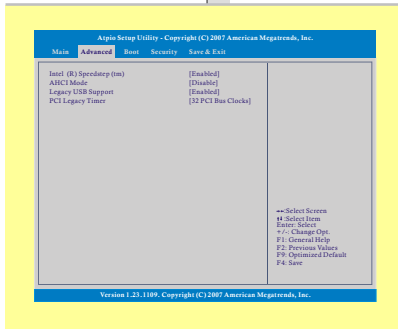 Atpio Setup Utility - Copyright (C) 2007 American Megatrends, Inc.
Main Advanced Boot Security Save & Exit
Intel (R) Speedstep (tm) [Enabled]
AHCI Mode [Disable]
Legacy USB Support [Enabled]
PCI Legacy Timer [32 PCI Bus Clocks]
↔:Select Screen
↕:Select Item
Enter: Select
+/-: Change Opt.
F1: General Help
F2: Previous Values
F9: Optimized Default
F4: Save
Version 1.23.1109. Copyright (C) 2007 American Megatrends, Inc.